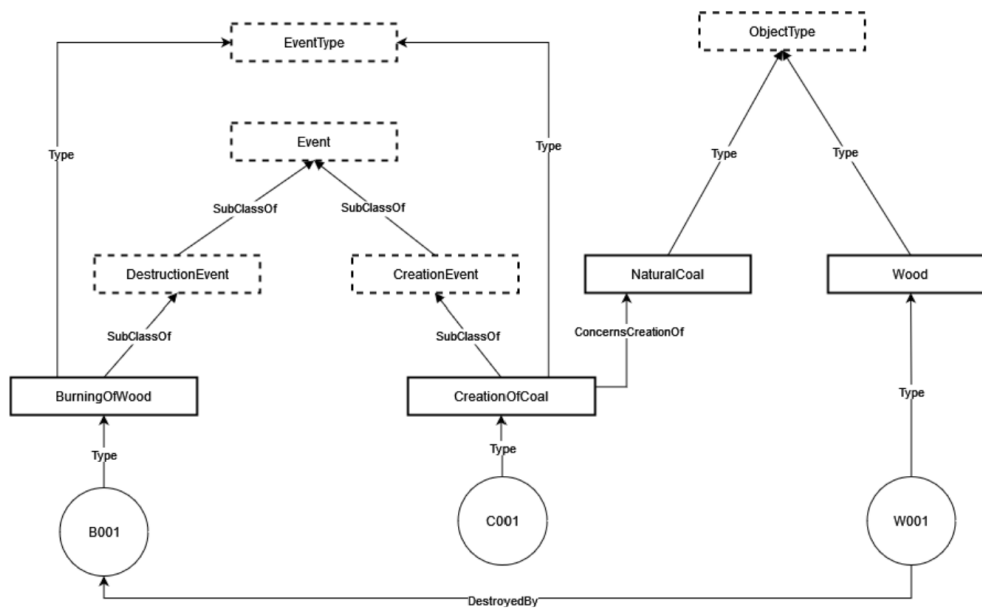 EventType
ObjectType
Event
Type
Type
Type
Type
SubClassOf
SubClassOf
DestructionEvent
CreationEvent
NaturalCoal
Wood
SubClassOf
SubClassOf
ConcernsCreationOf
BurningOfWood
CreationOfCoal
Type
Type
Type
B001
C001
W001
DestroyedBy